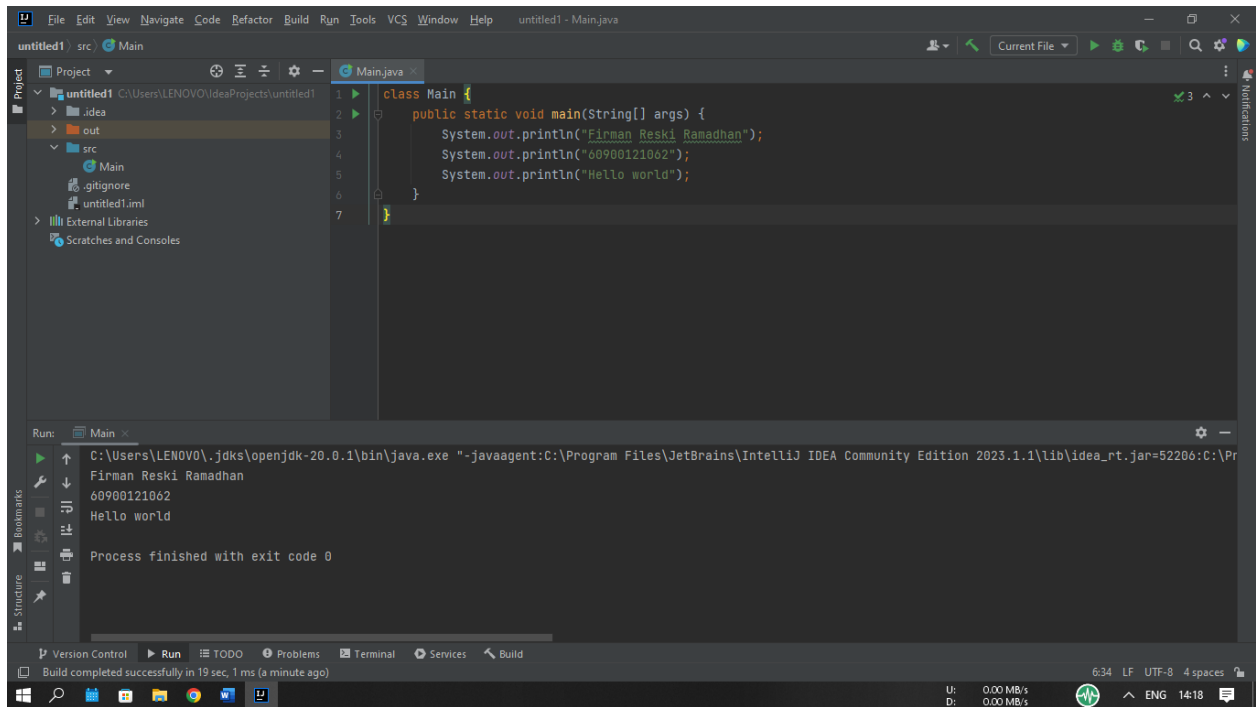 File Edit View Navigate Code Refactor Build Run Tools VCS Window Help untitled1 - Main.java
untitled1 src Main Current File
Project Main.java
untitled1 C:\Users\LENOVO\IdeaProjects\untitled1
.idea
out
src
Main
.gitignore
untitled1.iml
External Libraries
Scratches and Consoles
1 class Main {
2 public static void main(String[] args) {
3 System.out.println("Firman Reski Ramadhan");
4 System.out.println("60900121062");
5 System.out.println("Hello world");
6 }
7 }
3
Project
Notifications
Run: Main
C:\Users\LENOVO\.jdks\openjdk-20.0.1\bin\java.exe "-javaagent:C:\Program Files\JetBrains\IntelliJ IDEA Community Edition 2023.1.1\lib\idea_rt.jar=52206:C:\Pr
Firman Reski Ramadhan
60900121062
Hello world
Process finished with exit code 0
Bookmarks
Structure
Version Control Run TODO Problems Terminal Services Build
Build completed successfully in 19 sec, 1 ms (a minute ago) 6:34 LF UTF-8 4 spaces
U: 0.00 MB/s
D: 0.00 MB/s
ENG 14:18